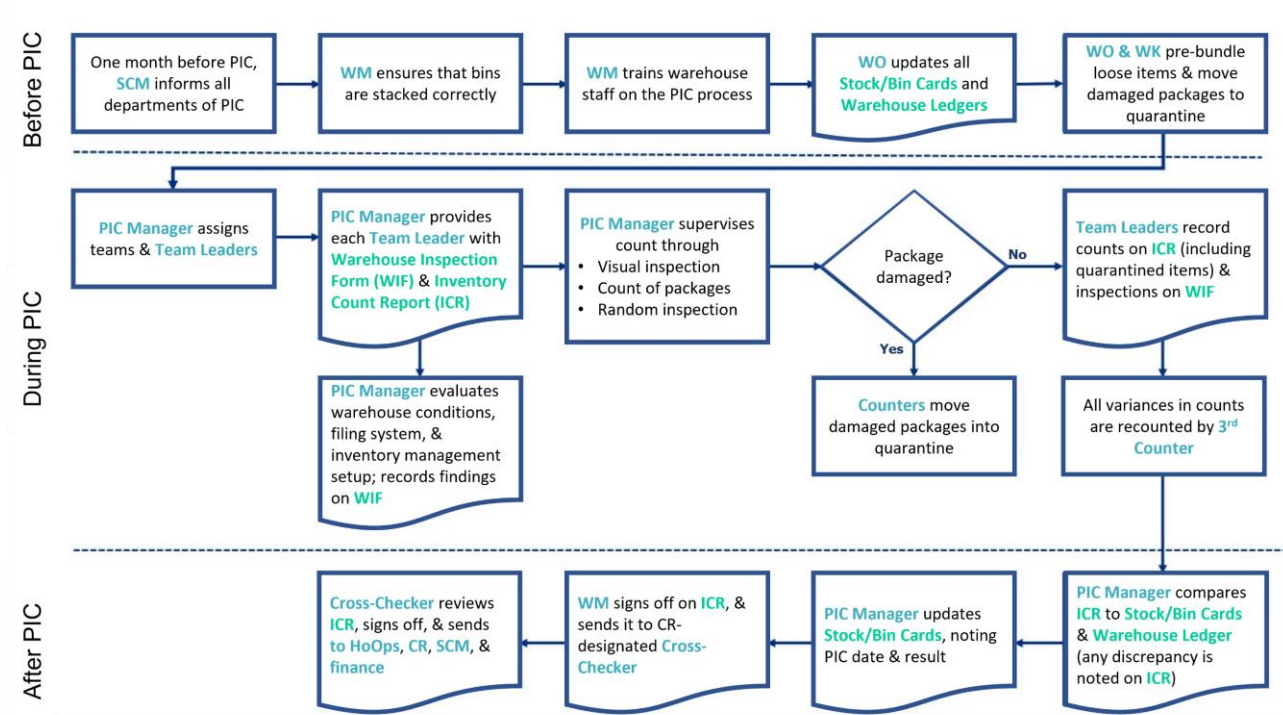 Before PIC
One month before PIC,
SCM informs all
departments of PIC
WM ensures that bins
are stacked correctly
WM trains warehouse
staff on the PIC process
WO updates all
Stock/Bin Cards and
Warehouse Ledgers
WO & WK pre-bundle
loose items & move
damaged packages to
quarantine
During PIC
PIC Manager assigns
teams & Team Leaders
PIC Manager provides
each Team Leader with
Warehouse Inspection
Form (WIF) & Inventory
Count Report (ICR)
PIC Manager supervises
count through
• Visual inspection
• Count of packages
• Random inspection
Package
damaged?
No
Yes
Team Leaders record
counts on ICR (including
quarantined items) &
inspections on WIF
PIC Manager evaluates
warehouse conditions,
filing system, &
inventory management
setup; records findings
on WIF
Counters move
damaged packages into
quarantine
All variances in counts
are recounted by 3rd
Counter
After PIC
Cross-Checker reviews
ICR, signs off, & sends
to HoOps, CR, SCM, &
finance
WM signs off on ICR, &
sends it to CR-
designated Cross-
Checker
PIC Manager updates
Stock/Bin Cards, noting
PIC date & result
PIC Manager compares
ICR to Stock/Bin Cards
& Warehouse Ledger
(any discrepancy is
noted on ICR)